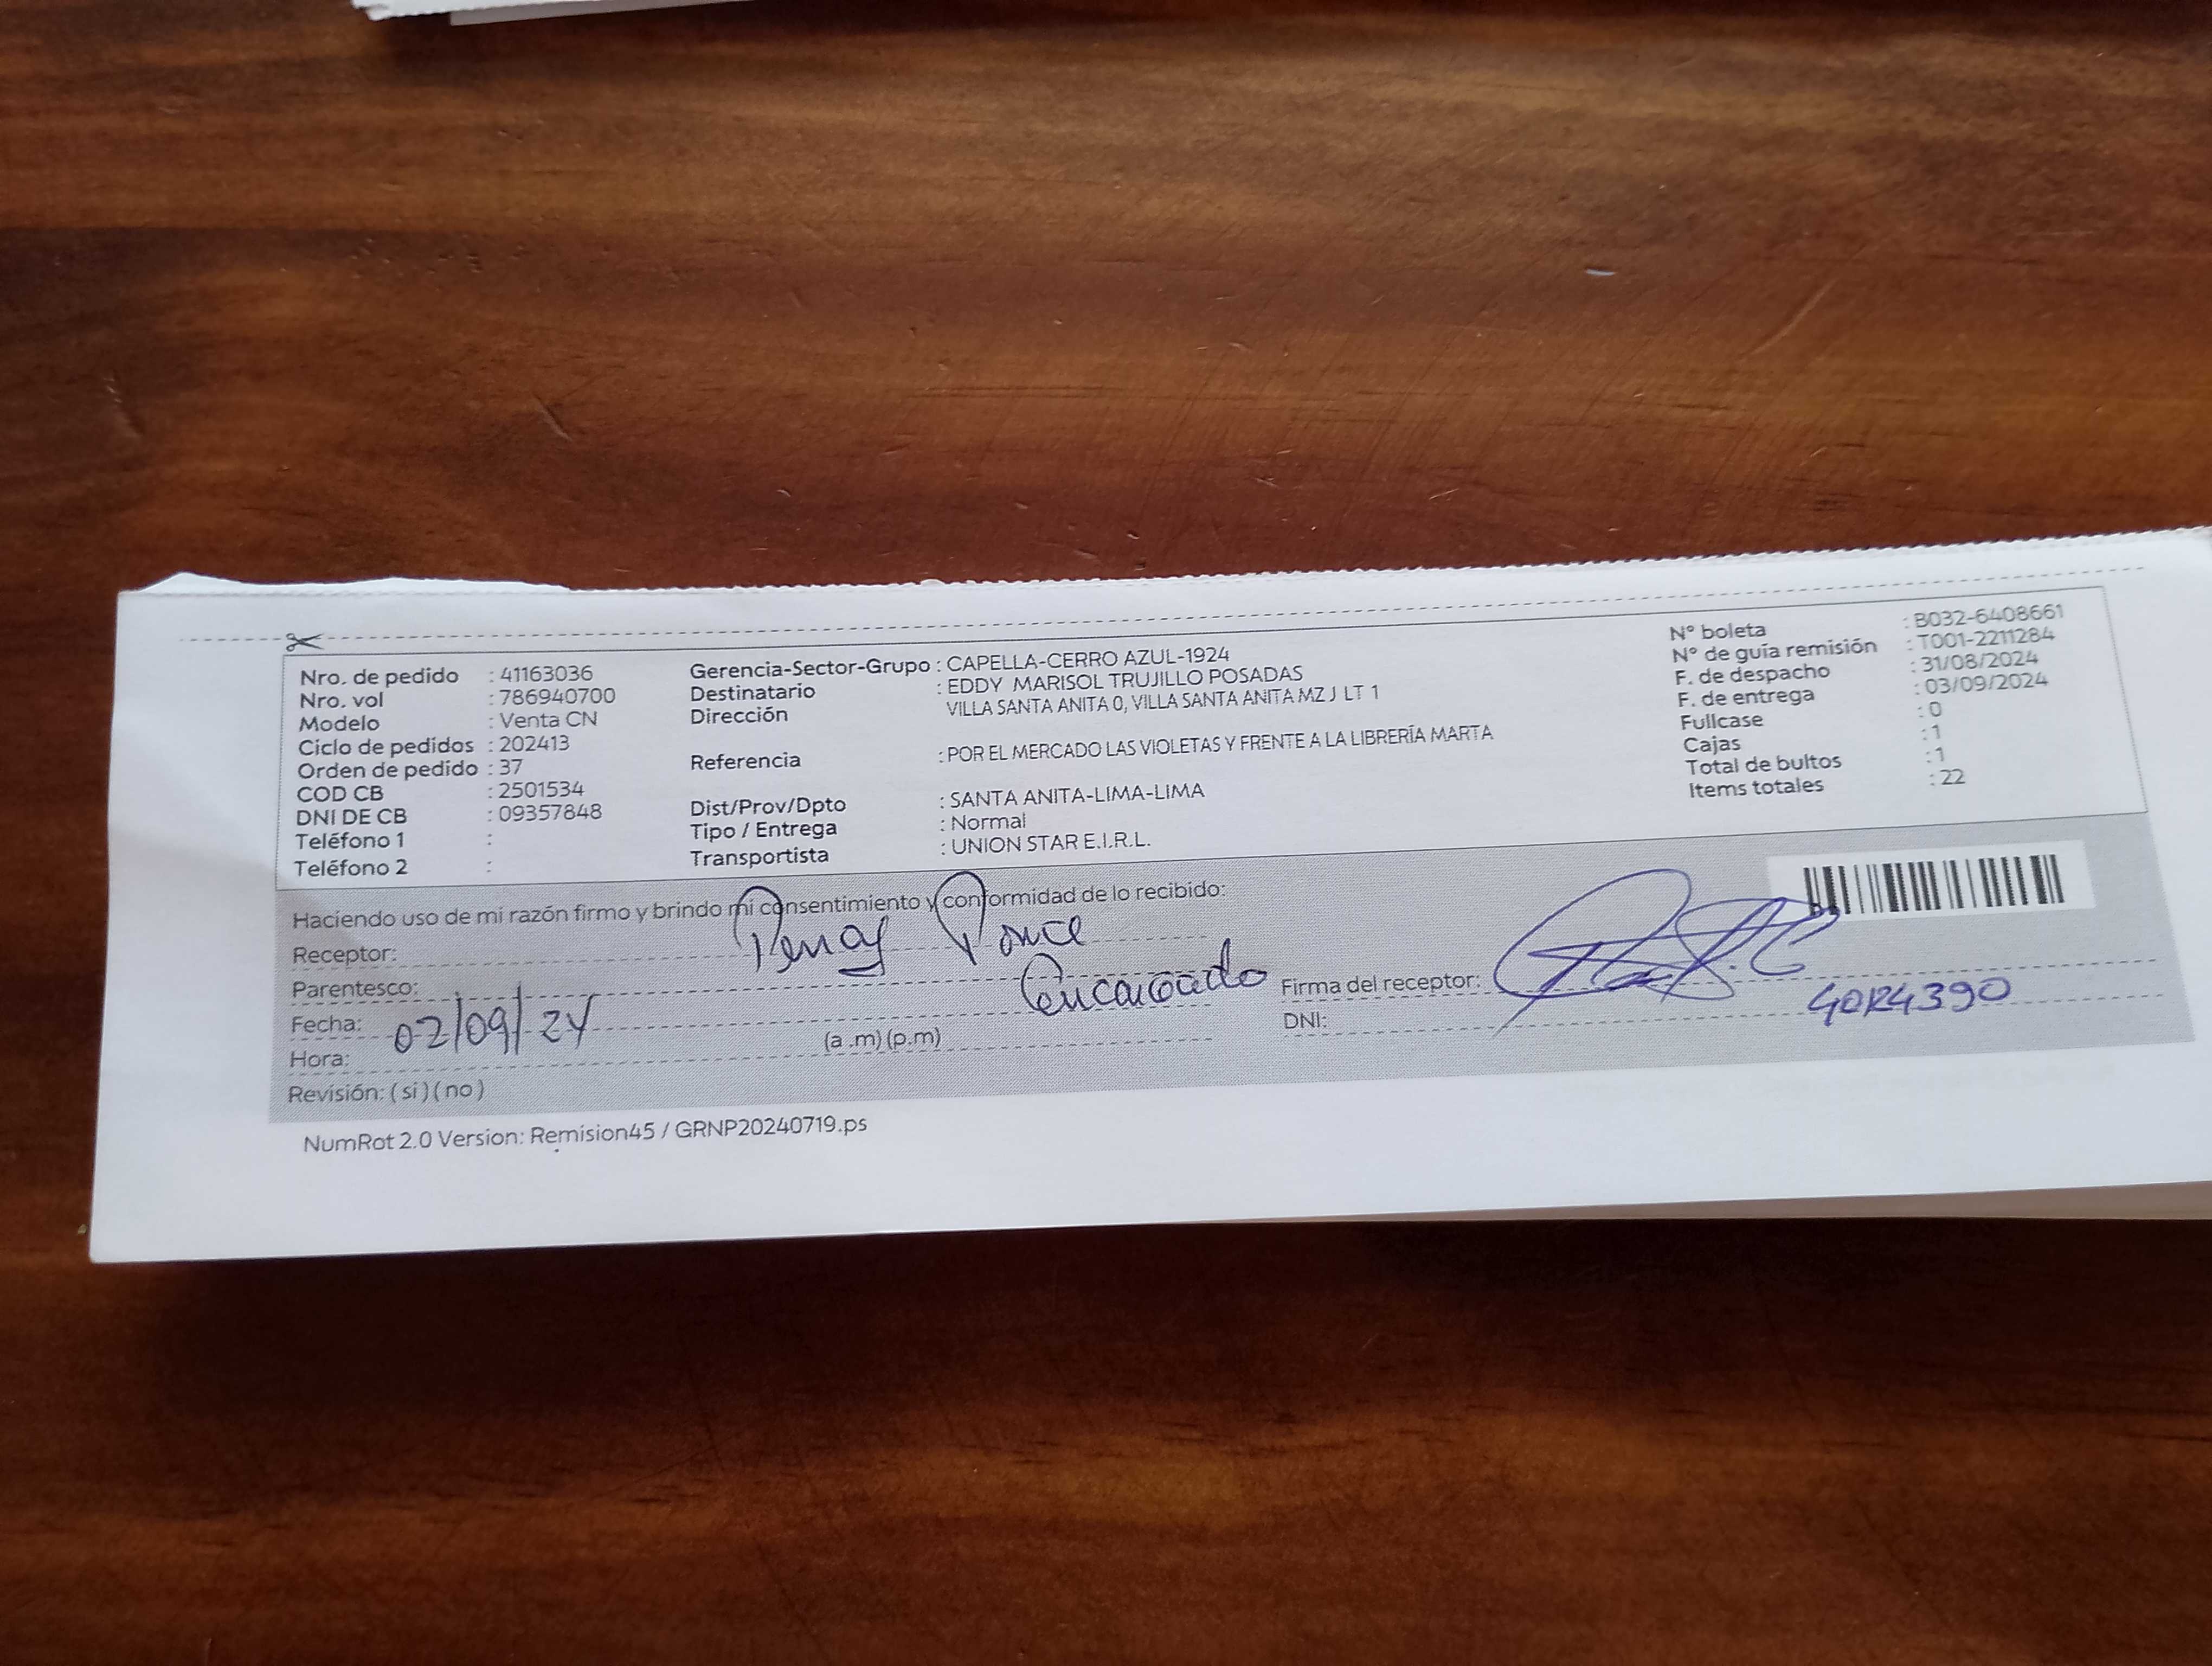 Nro. de pedido : 41163036
Nro. vol : 786940700
Modelo : Venta CN
Ciclo de pedidos : 202413
Orden de pedido : 37
COD CB : 2501534
DNI DE CB : 09357848
Teléfono 1 :
Teléfono 2 :
Gerencia-Sector-Grupo : CAPELLA-CERRO AZUL-1924
Destinatario : EDDY MARISOL TRUJILLO POSADAS
Dirección VILLA SANTA ANITA 0, VILLA SANTA ANITA MZ J LT 1
Referencia : POR EL MERCADO LAS VIOLETAS Y FRENTE A LA LIBRERÍA MARTA
Dist/Prov/Dpto : SANTA ANITA-LIMA-LIMA
Tipo / Entrega : Normal
Transportista : UNION STAR E.I.R.L.
N° boleta : B032-6408661
N° de guía remisión : T001-2211284
F. de despacho : 31/08/2024
F. de entrega : 03/09/2024
Fullcase : 0
Cajas : 1
Total de bultos : 1
Items totales : 22
Haciendo uso de mi razón firmo y brindo mi consentimiento y conformidad de lo recibido:
Receptor: Ponce
Parentesco:
Fecha: 02/09/24
Hora: (a .m) (p.m)
Revisión: ( si ) ( no )
Firma del receptor:
DNI:
NumRot 2.0 Version: Remision45 / GRNP20240719.ps